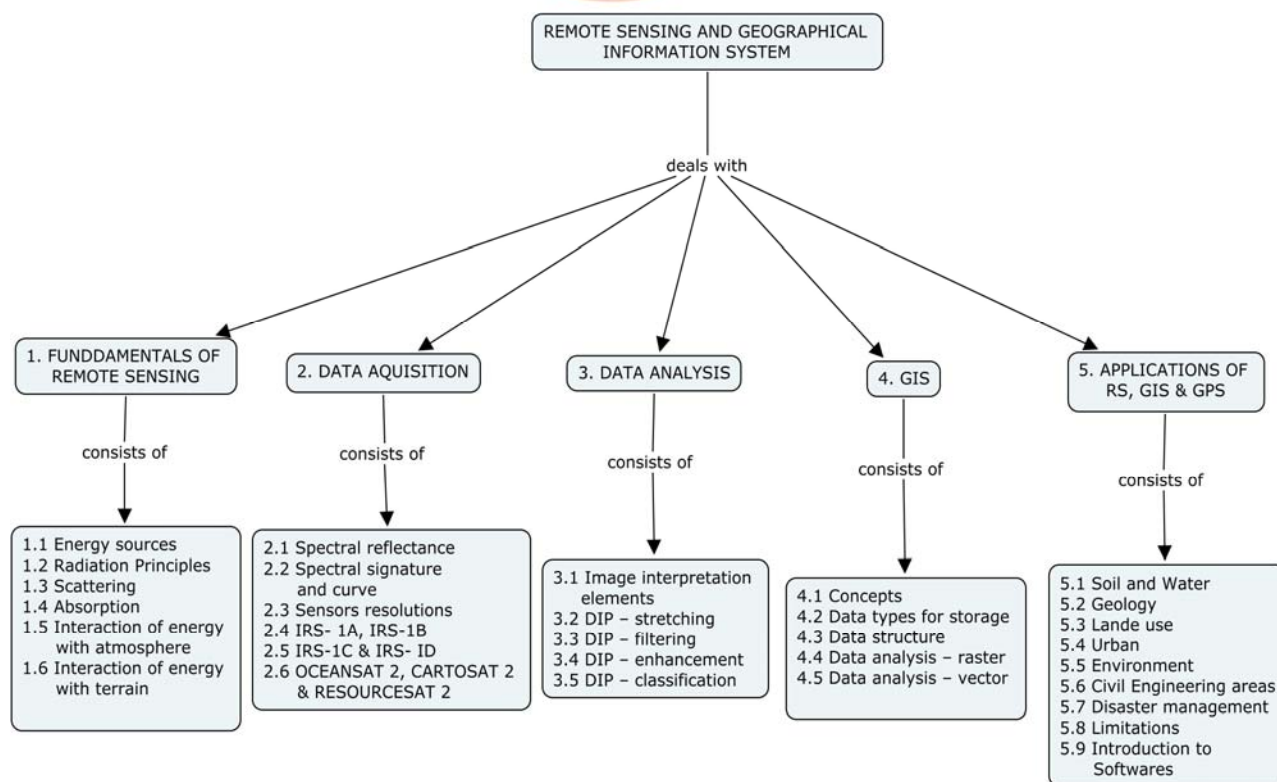 REMOTE SENSING AND GEOGRAPHICAL
INFORMATION SYSTEM
deals with
1. FUNDDAMENTALS OF
REMOTE SENSING
2. DATA AQUISITION
3. DATA ANALYSIS
4. GIS
5. APPLICATIONS OF
RS, GIS & GPS
consists of
consists of
consists of
consists of
consists of
1.1 Energy sources
1.2 Radiation Principles
1.3 Scattering
1.4 Absorption
1.5 Interaction of energy
with atmosphere
1.6 Interaction of energy
with terrain
2.1 Spectral reflectance
2.2 Spectral signature
and curve
2.3 Sensors resolutions
2.4 IRS- 1A, IRS-1B
2.5 IRS-1C & IRS- ID
2.6 OCEANSAT 2, CARTOSAT 2
& RESOURCESAT 2
3.1 Image interpretation
elements
3.2 DIP – stretching
3.3 DIP – filtering
3.4 DIP – enhancement
3.5 DIP – classification
4.1 Concepts
4.2 Data types for storage
4.3 Data structure
4.4 Data analysis – raster
4.5 Data analysis – vector
5.1 Soil and Water
5.2 Geology
5.3 Lande use
5.4 Urban
5.5 Environment
5.6 Civil Engineering areas
5.7 Disaster management
5.8 Limitations
5.9 Introduction to
Softwares